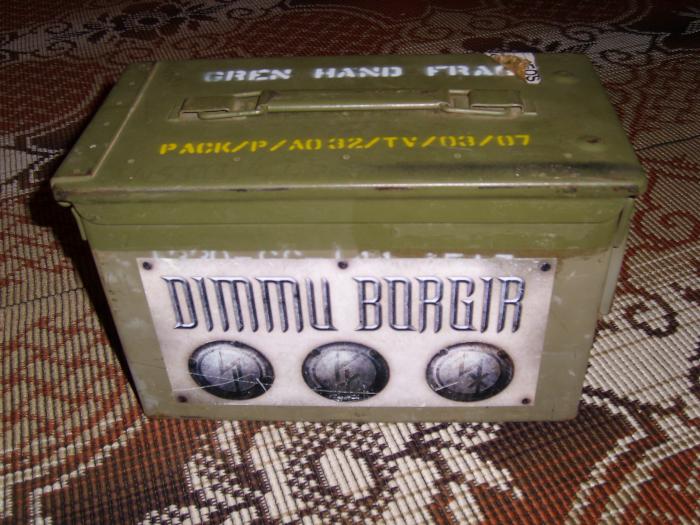 GREN HAND FRAG
PACK/P/AO 32/TV/03/07
DIMMU BORGIR